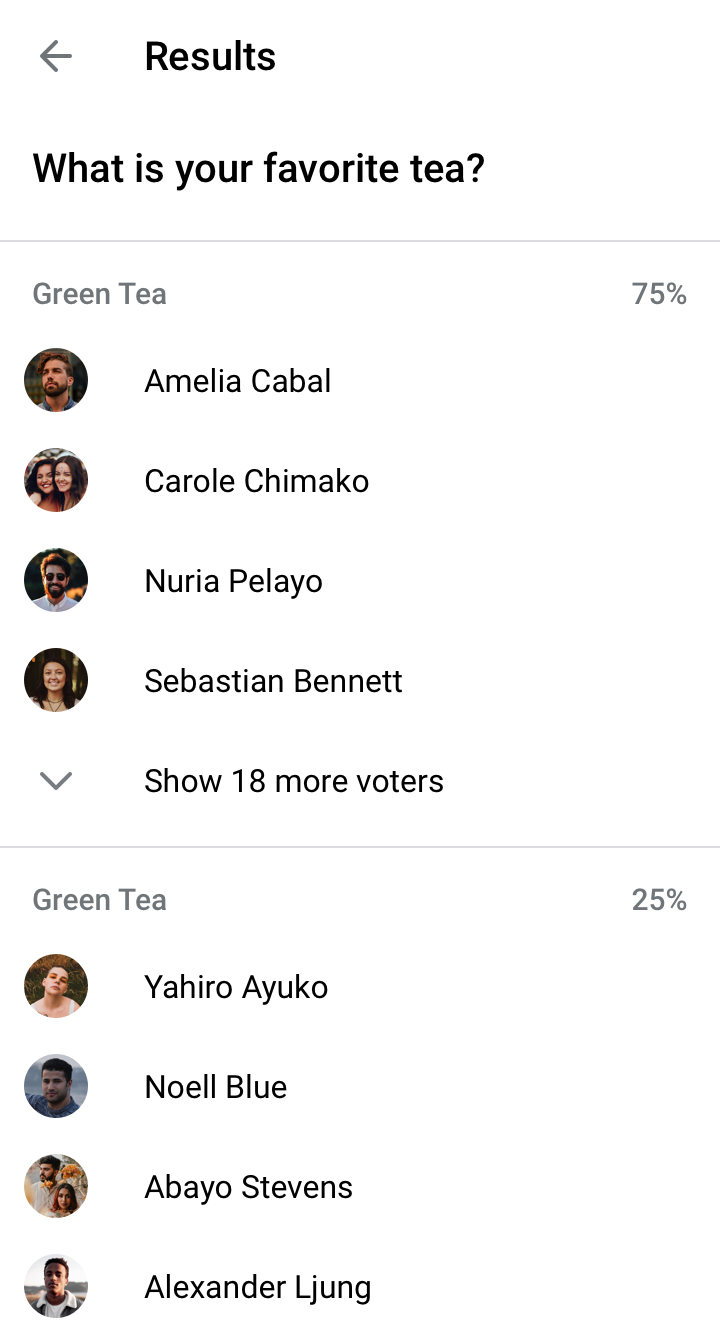 Results
What is your favorite tea?
Green Tea 75%
Amelia Cabal
Carole Chimako
Nuria Pelayo
Sebastian Bennett
Show 18 more voters
Green Tea 25%
Yahiro Ayuko
Noell Blue
Abayo Stevens
Alexander Ljung